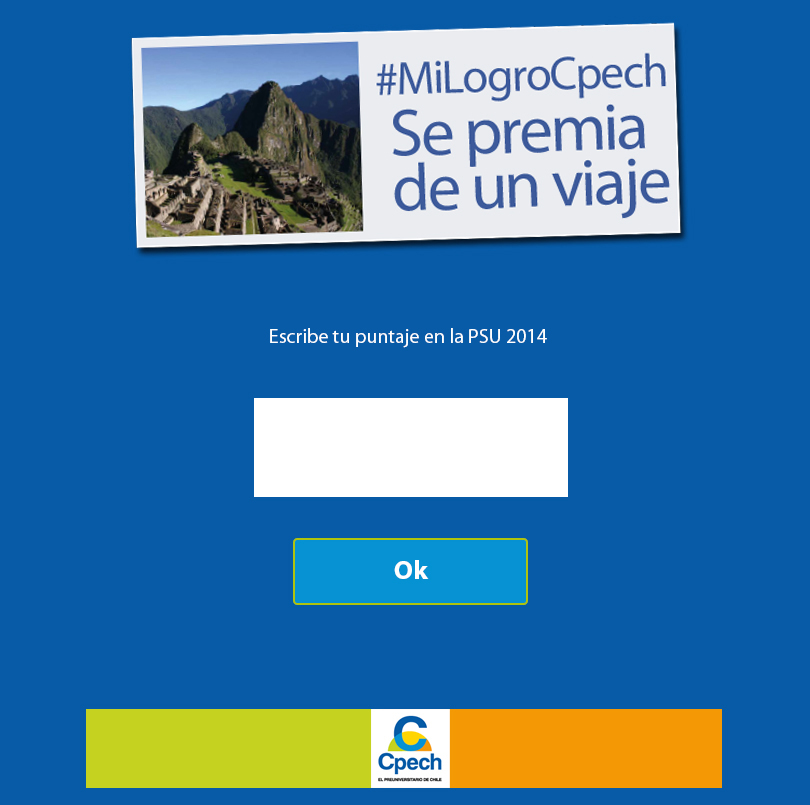 #MiLogroCpech
Se premia
de un viaje
Escribe tu puntaje en la PSU 2014
Ok
Cpech
EL PREUNIVERSITARIO DE CHILE